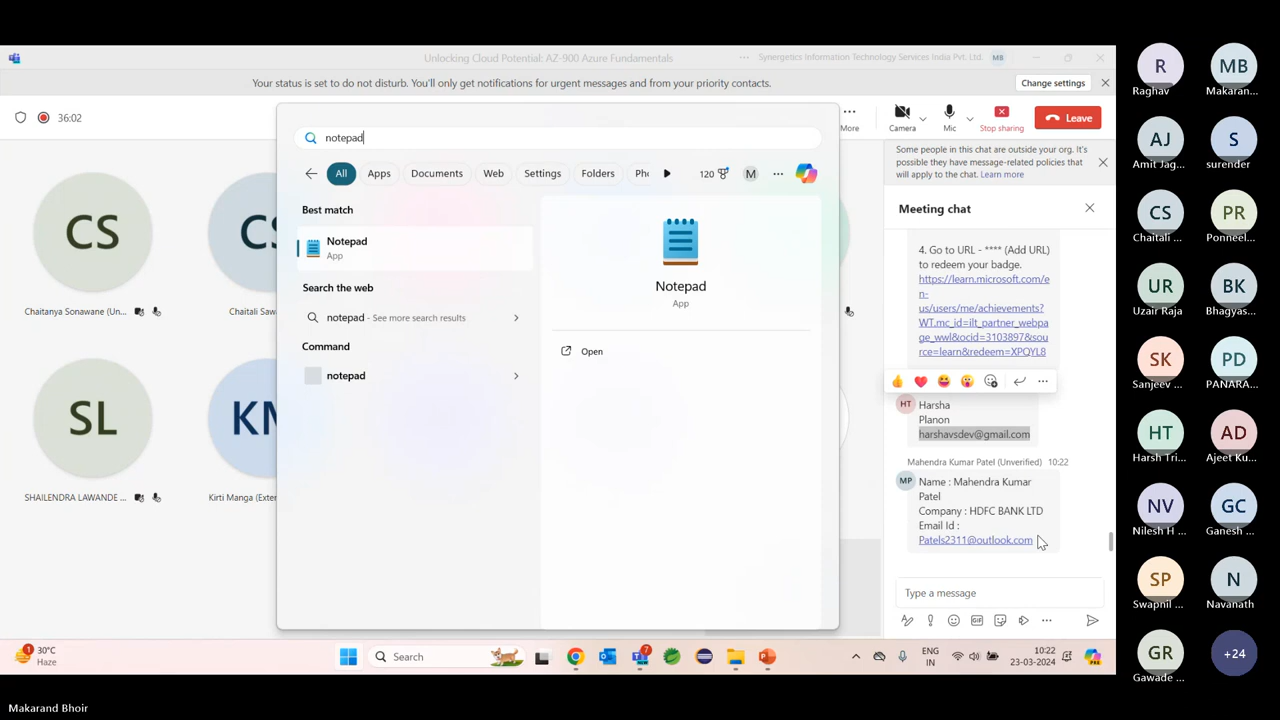 Unlocking Cloud Potential: AZ-900 Azure Fundamentals
Synergetics Information Technology Services India Pvt. Ltd.
MB
Your status is set to do not disturb. You'll only get notifications for urgent messages and from your priority contacts.
Change settings
36:02
More
Camera
Mic
Stop sharing
Leave
notepad
All
Apps
Documents
Web
Settings
Folders
Pho
120
M
Best match
Notepad
App
Search the web
notepad - See more search results
Command
notepad
Notepad
App
Open
CS
Chaitanya Sonawane (Un...
CS
Chaitali Saw
SL
SHAILENDRA LAWANDE ...
KM
Kirti Manga (Exter
Some people in this chat are outside your org. It's
possible they have message-related policies that
will apply to the chat. Learn more
Meeting chat
4. Go to URL - **** (Add URL)
to redeem your badge.
https://learn.microsoft.com/e
n-
us/users/me/achievements?
WT.mc_id=ilt_partner_webpa
ge_wwl&ocid=3103897&sou
rce=learn&redeem=XPQYL8
HT
Harsha
Planon
harshavsdev@gmail.com
Mahendra Kumar Patel (Unverified) 10:22
MP
Name : Mahendra Kumar
Patel
Company : HDFC BANK LTD
Email Id :
Patels2311@outlook.com
Type a message
GIF
1
30°C
Haze
Search
7
NEW
PRE
ENG
IN
10:22
23-03-2024
R
Raghav
MB
Makaran...
AJ
Amit Jag...
S
surender
CS
Chaitali ...
PR
Ponneel...
UR
Uzair Raja
BK
Bhagyas...
SK
Sanjeev ...
PD
PANARA...
HT
Harsh Tri...
AD
Ajeet Ku...
NV
Nilesh H ...
GC
Ganesh ...
SP
Swapnil ...
N
Navanath
GR
Gawade ...
+24
Makarand Bhoir